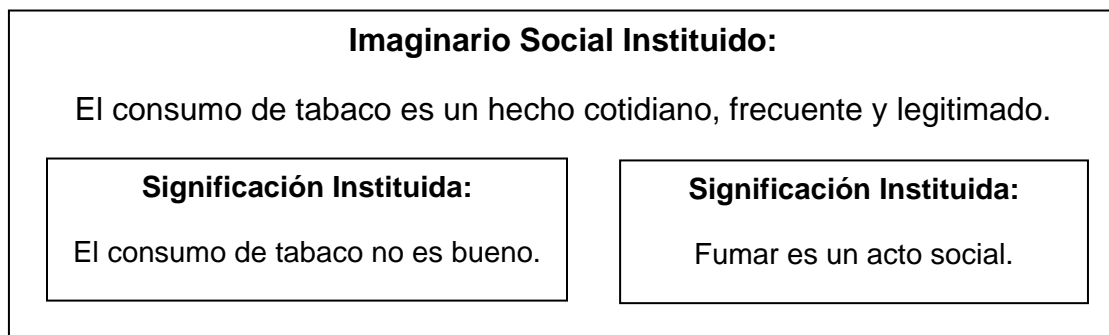 Imaginario Social Instituido:
El consumo de tabaco es un hecho cotidiano, frecuente y legitimado.
Significación Instituida:
El consumo de tabaco no es bueno.
Significación Instituida:
Fumar es un acto social.